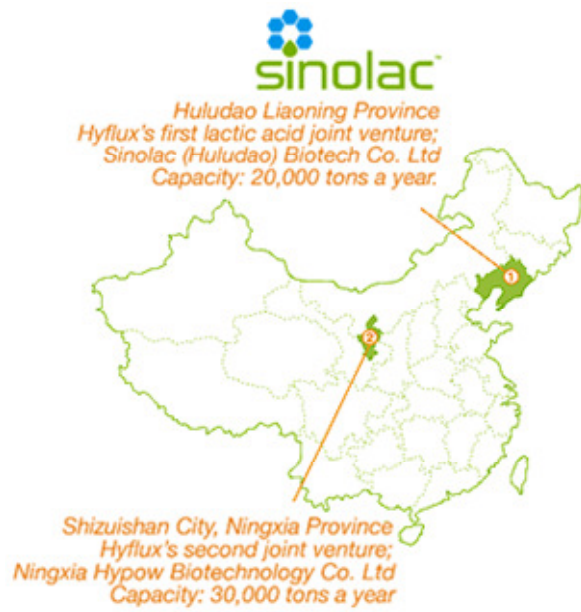 sinolac™
Huludao Liaoning Province
Hyflux's first lactic acid joint venture;
Sinolac (Huludao) Biotech Co. Ltd
Capacity: 20,000 tons a year.
1
2
Shizuishan City, Ningxia Province
Hyflux's second joint venture;
Ningxia Hypow Biotechnology Co. Ltd
Capacity: 30,000 tons a year